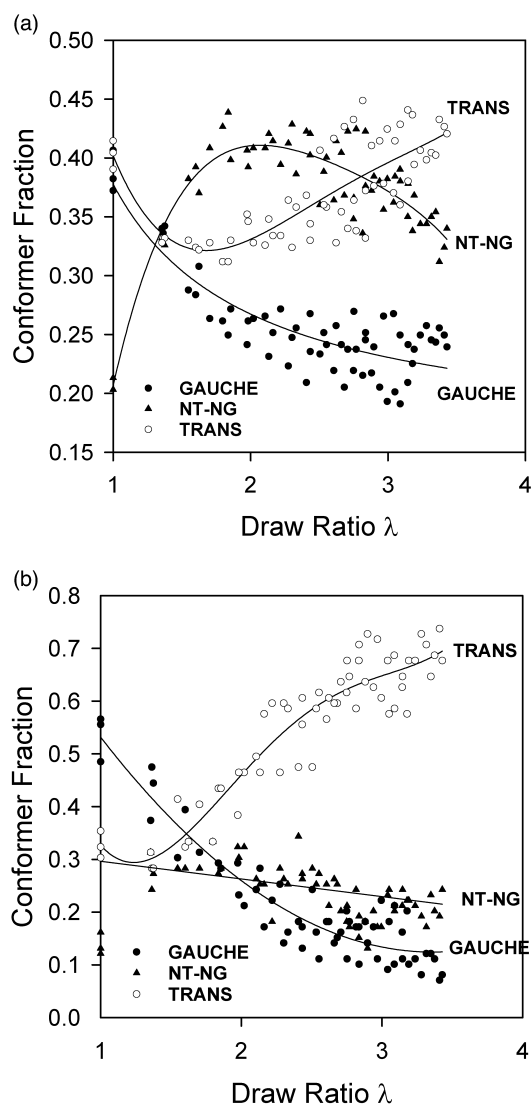 (a)
0.50
0.45
0.40
0.35
0.30
0.25
0.20
0.15
Conformer Fraction
TRANS
NT-NG
GAUCHE
GAUCHE
NT-NG
TRANS
1
2
3
4
Draw Ratio λ
(b)
0.8
0.7
0.6
0.5
0.4
0.3
0.2
0.1
0.0
Conformer Fraction
TRANS
NT-NG
GAUCHE
GAUCHE
NT-NG
TRANS
1
2
3
4
Draw Ratio λ